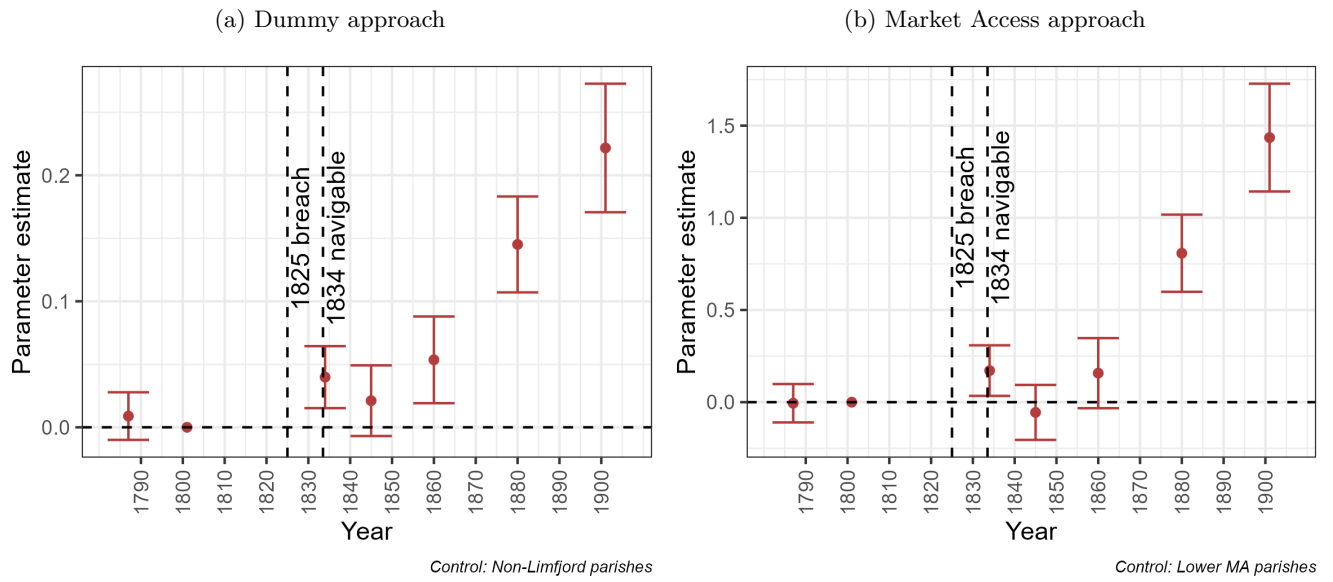 (a) Dummy approach
Parameter estimate
0.2
0.1
0.0
1825 breach
1834 navigable
1790
1800
1810
1820
1830
1840
1850
1860
1870
1880
1890
1900
Year
Control: Non-Limfjord parishes
(b) Market Access approach
Parameter estimate
1.5
1.0
0.5
0.0
1825 breach
1834 navigable
1790
1800
1810
1820
1830
1840
1850
1860
1870
1880
1890
1900
Year
Control: Lower MA parishes